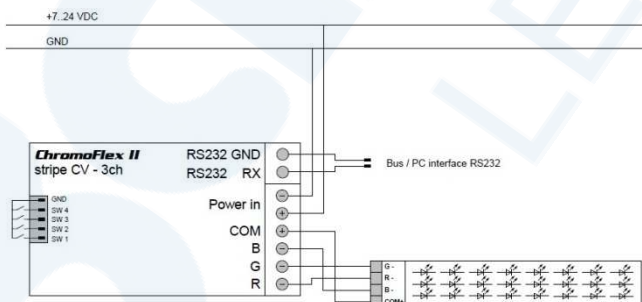 +7..24 VDC
GND
ChromoFlex II
stripe CV - 3ch
RS232 GND
RS232 RX
Bus / PC interface RS232
Power in
COM
B
G
R
GND
SW 4
SW 3
SW 2
SW 1
G -
R -
B -
COM+